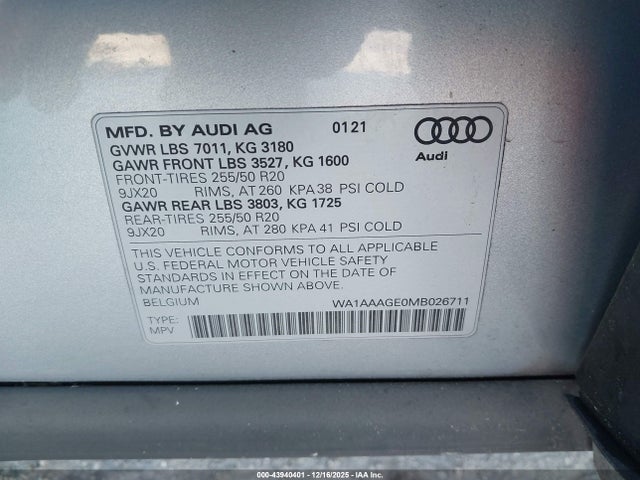 MFD. BY AUDI AG 0121
GVWR LBS 7011, KG 3180
GAWR FRONT LBS 3527, KG 1600
FRONT-TIRES 255/50 R20
9JX20 RIMS, AT 260 KPA 38 PSI COLD
GAWR REAR LBS 3803, KG 1725
REAR-TIRES 255/50 R20
9JX20 RIMS, AT 280 KPA 41 PSI COLD
Audi
THIS VEHICLE CONFORMS TO ALL APPLICABLE
U.S. FEDERAL MOTOR VEHICLE SAFETY
STANDARDS IN EFFECT ON THE DATE OF
MANUFACTURE SHOWN ABOVE.
BELGIUM WA1AAAGE0MB026711
TYPE:
MPV
000-43940401 - 12/16/2025 - IAAI.COM